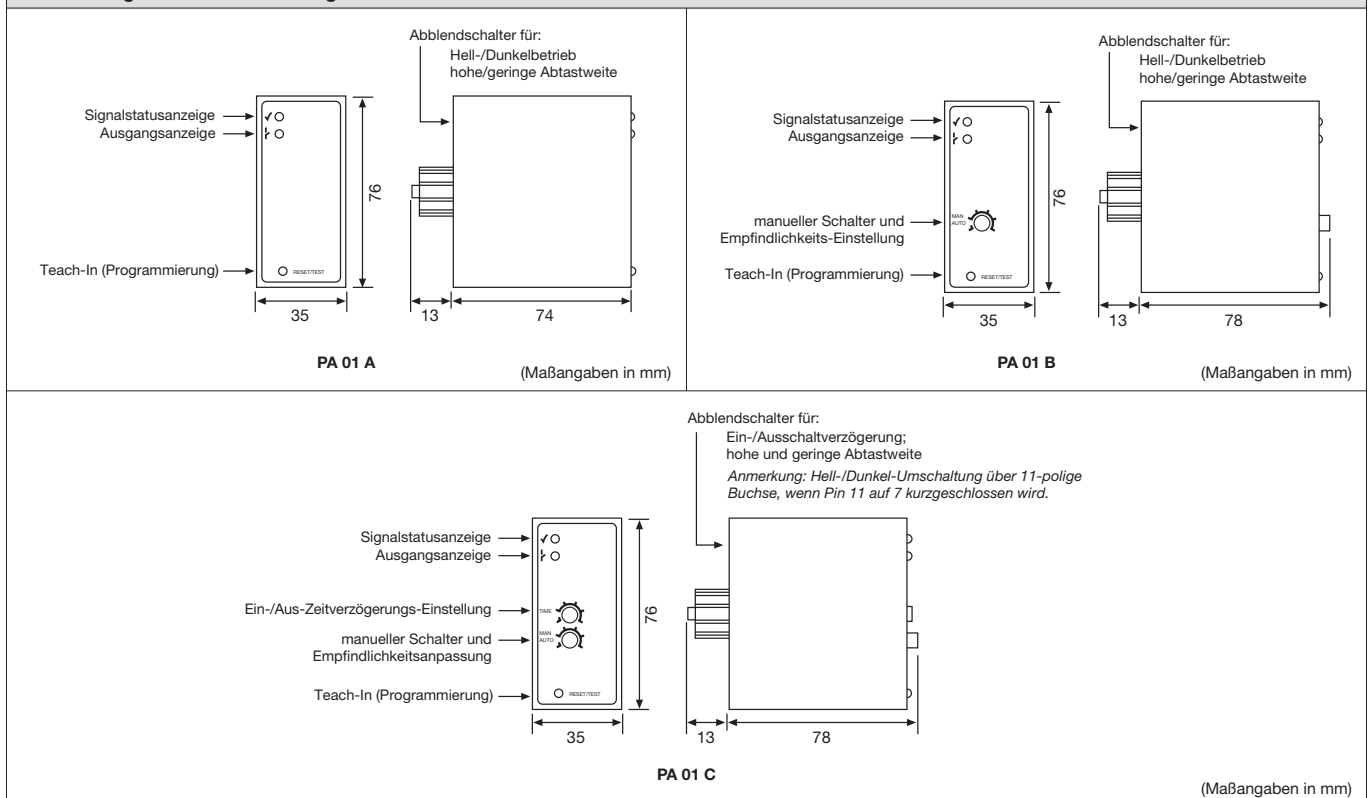 Abblendschalter für:
Hell-/Dunkelbetrieb
hohe/geringe Abtastweite
Signalstatusanzeige
Ausgangsanzeige
76
Teach-In (Programmierung)
RESET/TEST
35
13
74
PA 01 A
(Maßangaben in mm)
Abblendschalter für:
Hell-/Dunkelbetrieb
hohe/geringe Abtastweite
Signalstatusanzeige
Ausgangsanzeige
76
manueller Schalter und
Empfindlichkeits-Einstellung
MAN
AUTO
Teach-In (Programmierung)
RESET/TEST
35
13
78
PA 01 B
(Maßangaben in mm)
Abblendschalter für:
Ein-/Ausschaltverzögerung;
hohe und geringe Abtastweite
Anmerkung: Hell-/Dunkel-Umschaltung über 11-polige
Buchse, wenn Pin 11 auf 7 kurzgeschlossen wird.
Signalstatusanzeige
Ausgangsanzeige
Ein-/Aus-Zeitverzögerungs-Einstellung
TIME
76
manueller Schalter und
Empfindlichkeitsanpassung
MAN
AUTO
Teach-In (Programmierung)
RESET/TEST
35
13
78
PA 01 C
(Maßangaben in mm)